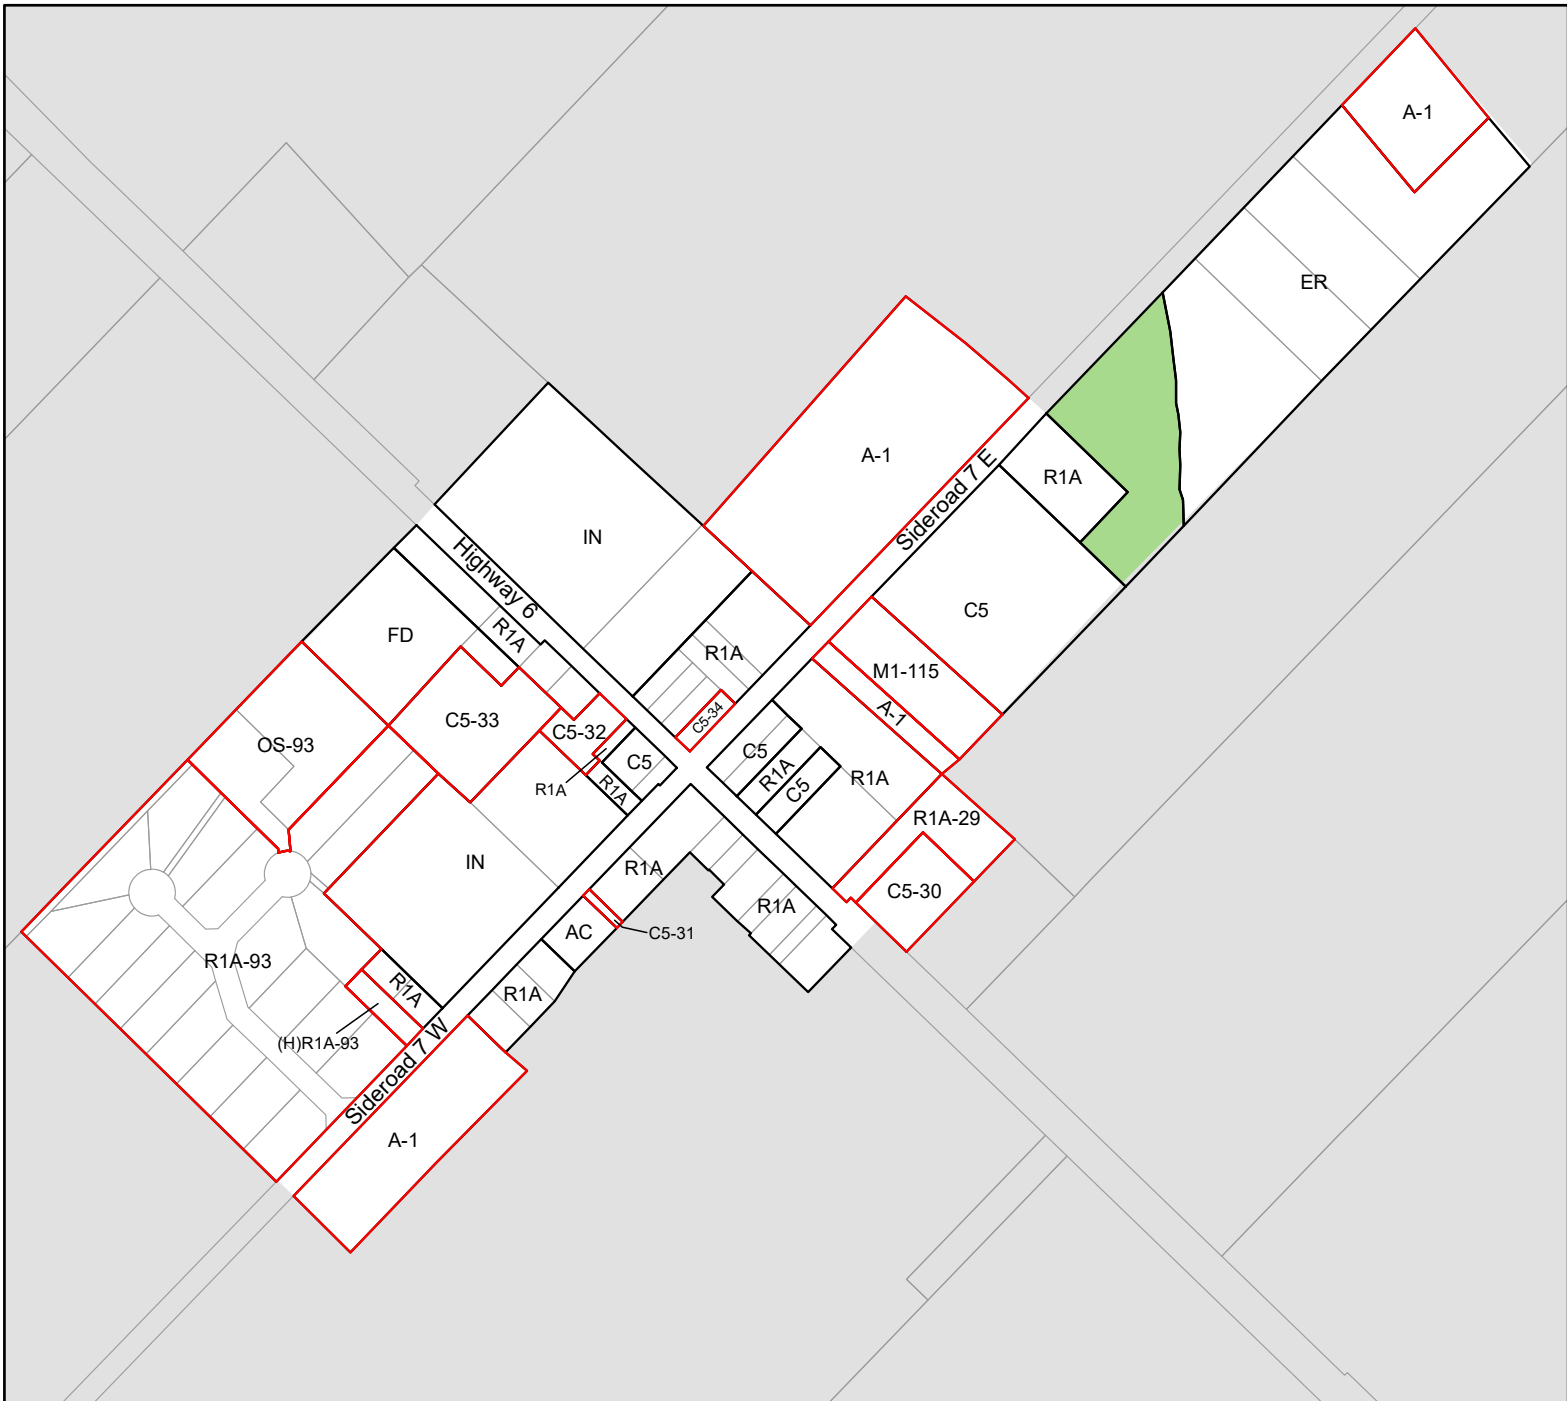 A-1
ER
A-1
Sideroad 7 E
R1A
IN
Highway 6
C5
FD
R1A
R1A
M1-115
A-1
C5-34
C5-33
C5-32
OS-93
C5
C5
R1A
C5
R1A
R1A
R1A
R1A-29
IN
R1A
C5-30
R1A
AC
C5-31
R1A-93
R1A
R1A
(H)R1A-93
Sideroad 7 W
A-1